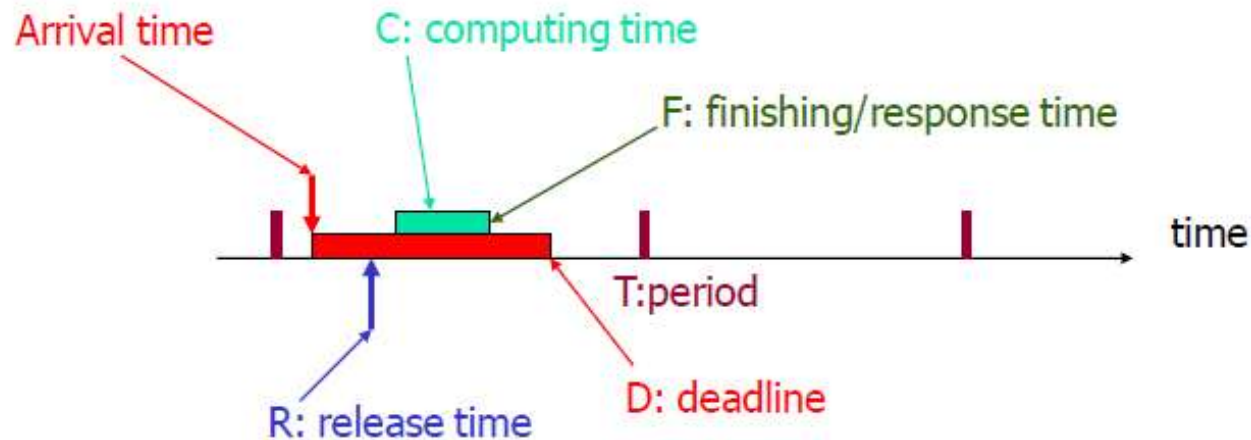 Arrival time
C: computing time
F: finishing/response time
time
T:period
D: deadline
R: release time